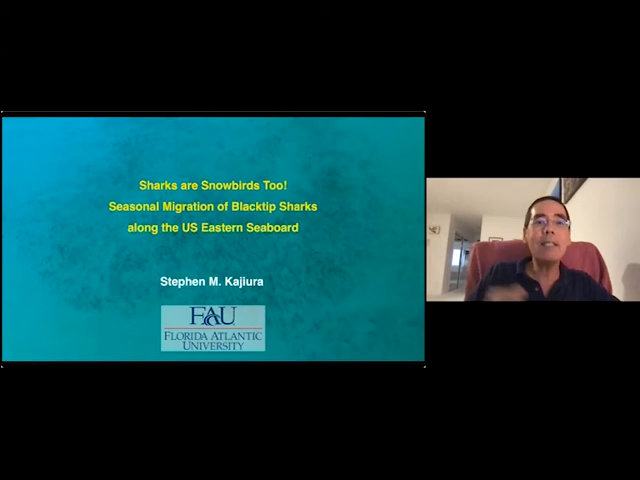 Sharks are Snowbirds Too!
Seasonal Migration of Blacktip Sharks
along the US Eastern Seaboard
Stephen M. Kajiura
FAU
FLORIDA ATLANTIC
UNIVERSITY